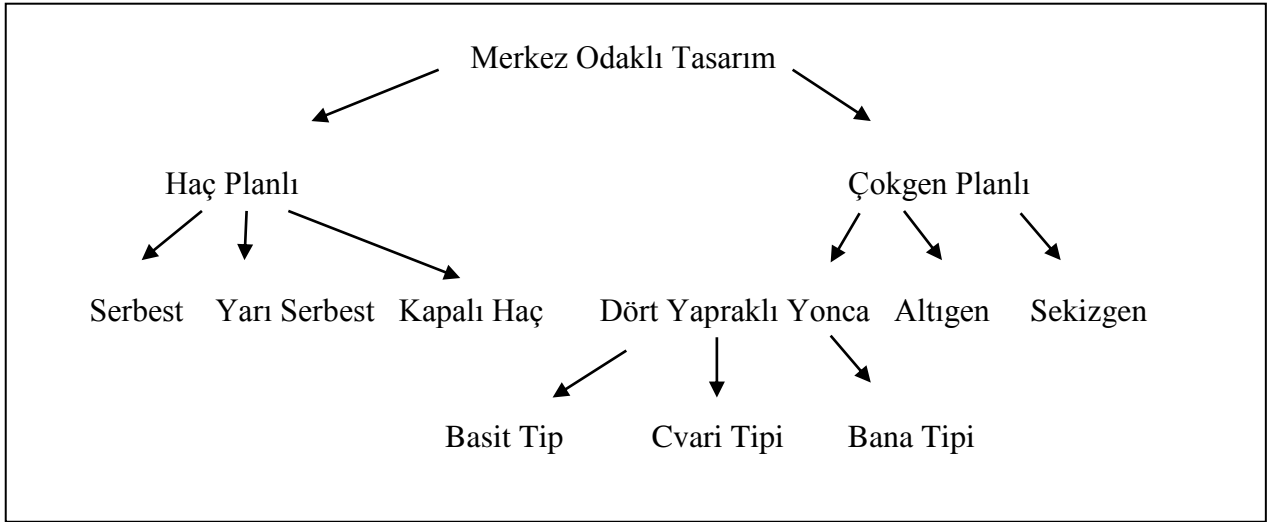 Merkez Odaklı Tasarım
Haç Planlı Çokgen Planlı
Serbest Yarı Serbest Kapalı Haç Dört Yapraklı Yonca Altıgen Sekizgen
Basit Tip Cvari Tipi Bana Tipi